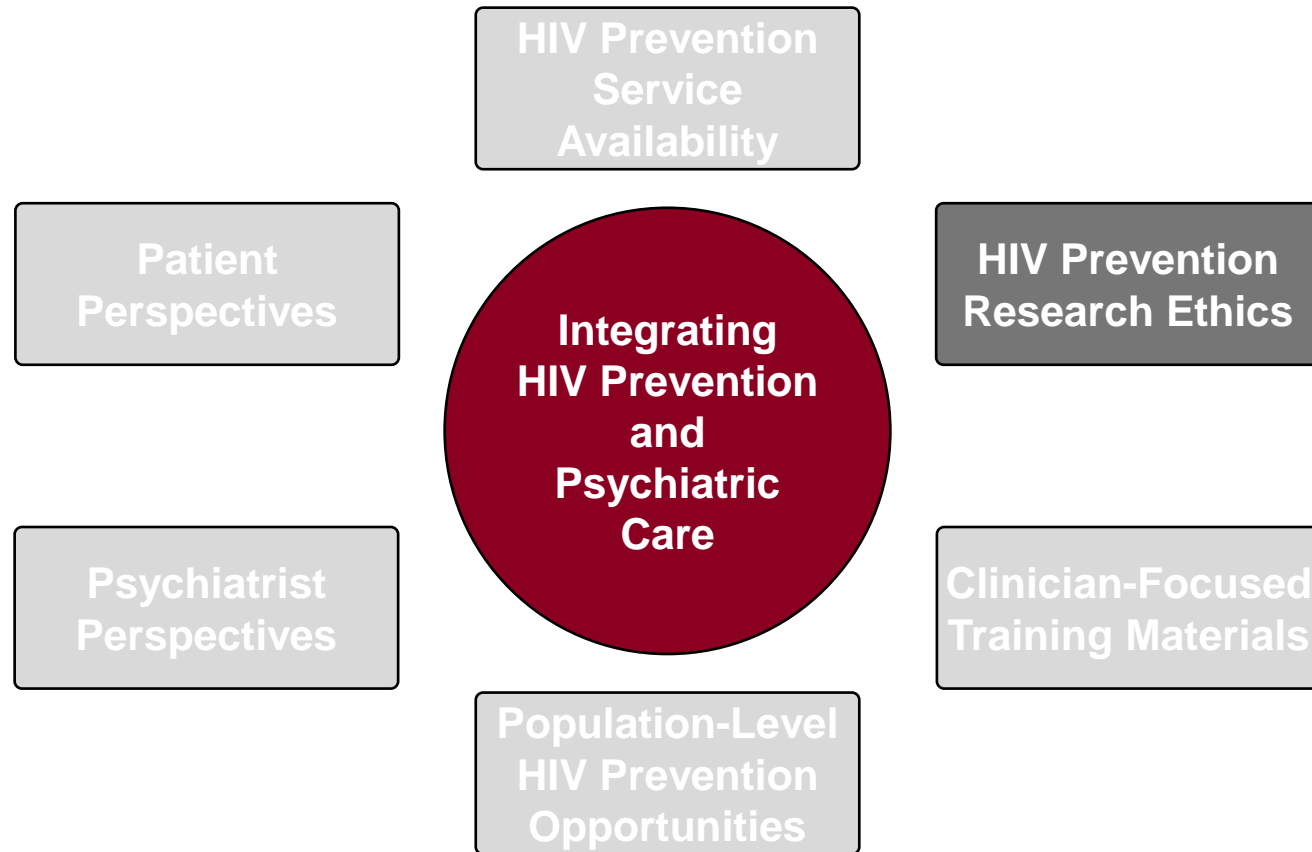 HIV Prevention
Service
Availability
Patient
Perspectives
HIV Prevention
Research Ethics
Integrating
HIV Prevention
and
Psychiatric
Care
Psychiatrist
Perspectives
Clinician-Focused
Training Materials
Population-Level
HIV Prevention
Opportunities